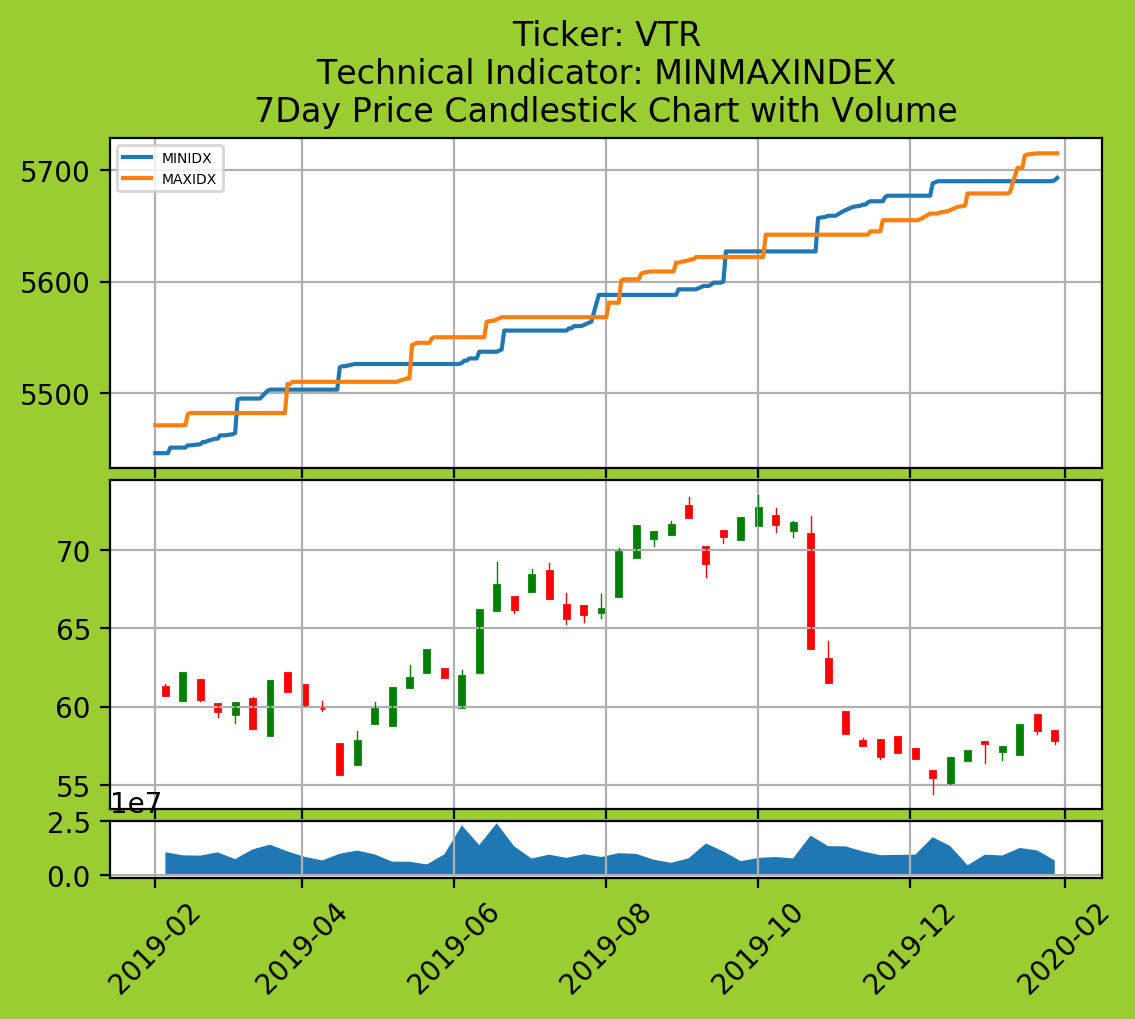 Ticker: VTR
Technical Indicator: MINMAXINDEX
7Day Price Candlestick Chart with Volume
MINIDX
MAXIDX
5700
5600
5500
70
65
60
55
1e7
2.5
0.0
2019-02
2019-04
2019-06
2019-08
2019-10
2019-12
2020-02